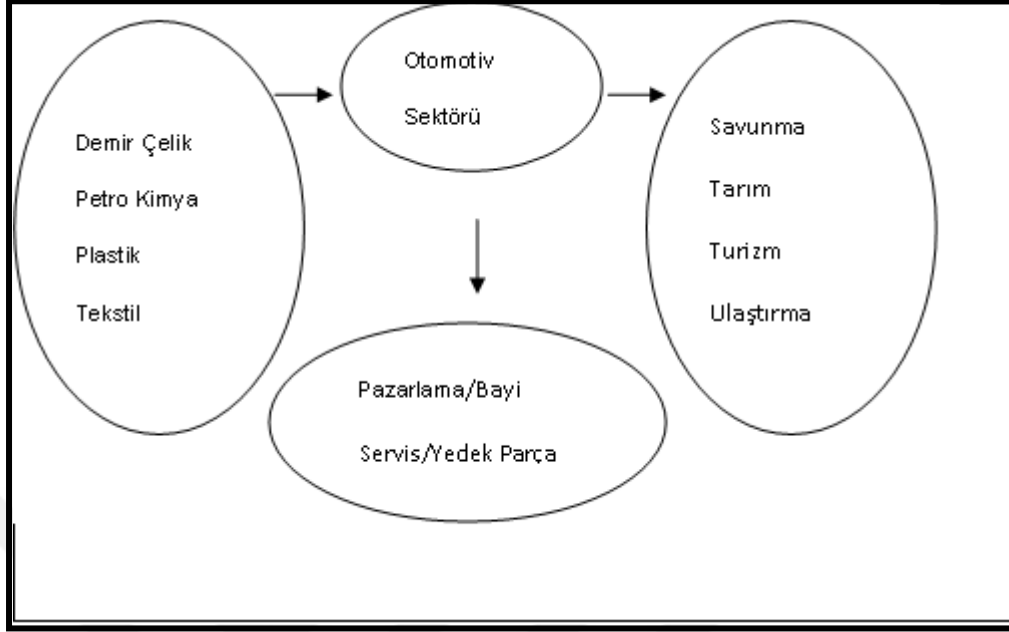 Otomotiv
Sektörü
Demir Çelik
Petro Kimya
Plastik
Tekstil
Savunma
Tarım
Turizm
Ulaştırma
Pazarlama/Bayi
Servis/Yedek Parça